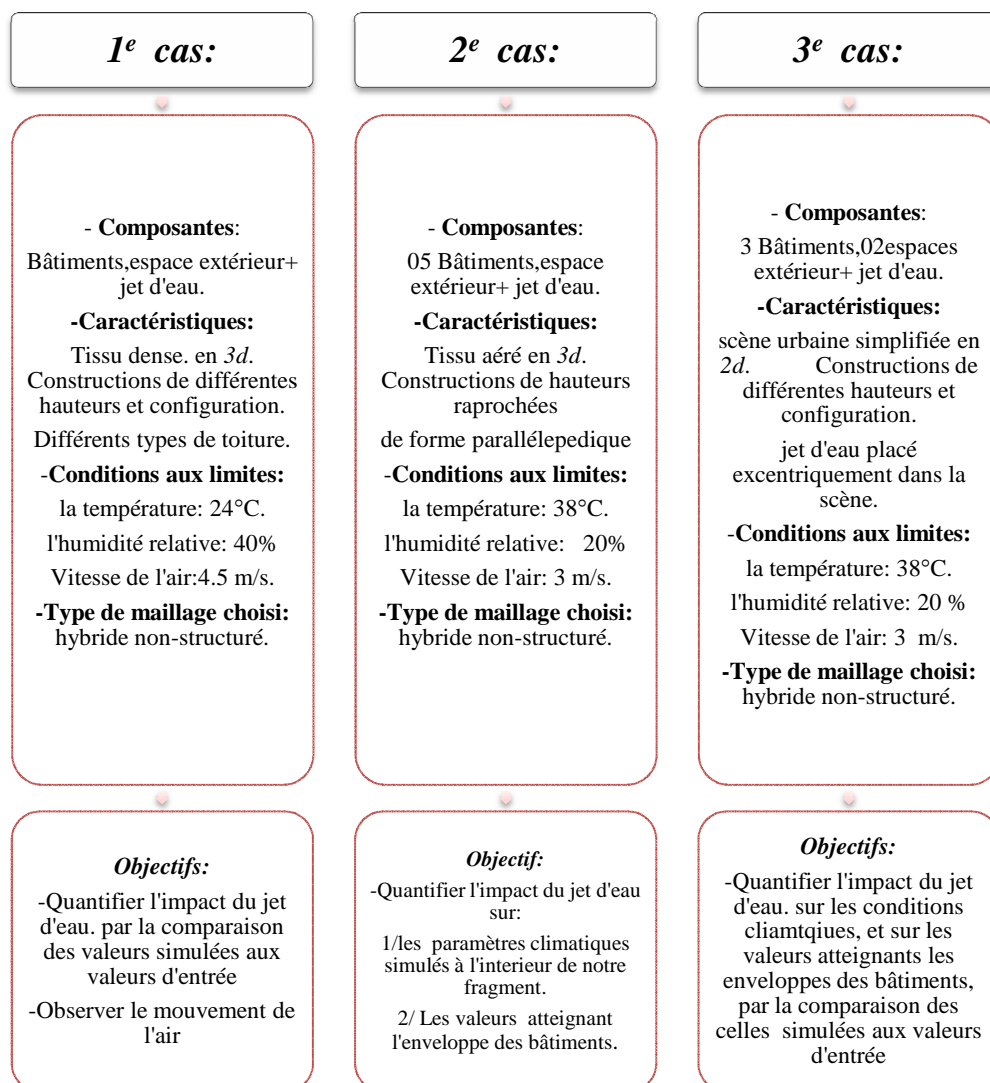 1e cas:
- Composantes:
Bâtiments,espace extérieur+
jet d'eau.
-Caractéristiques:
Tissu dense. en 3d.
Constructions de différentes
hauteurs et configuration.
Différents types de toiture.
-Conditions aux limites:
la température: 24°C.
l'humidité relative: 40%
Vitesse de l'air:4.5 m/s.
-Type de maillage choisi:
hybride non-structuré.
Objectifs:
-Quantifier l'impact du jet
d'eau. par la comparaison
des valeurs simulées aux
valeurs d'entrée
-Observer le mouvement de
l'air
2e cas:
- Composantes:
05 Bâtiments,espace
extérieur+ jet d'eau.
-Caractéristiques:
Tissu aéré en 3d.
Constructions de hauteurs
raprochées
de forme parallélepedique
-Conditions aux limites:
la température: 38°C.
l'humidité relative: 20%
Vitesse de l'air: 3 m/s.
-Type de maillage choisi:
hybride non-structuré.
Objectif:
-Quantifier l'impact du jet d'eau
sur:
1/les paramètres climatiques
simulés à l'interieur de notre
fragment.
2/ Les valeurs atteignant
l'enveloppe des bâtiments.
3e cas:
- Composantes:
3 Bâtiments,02espaces
extérieur+ jet d'eau.
-Caractéristiques:
scène urbaine simplifiée en
2d. Constructions de
différentes hauteurs et
configuration.
jet d'eau placé
excentriquement dans la
scène.
-Conditions aux limites:
la température: 38°C.
l'humidité relative: 20 %
Vitesse de l'air: 3 m/s.
-Type de maillage choisi:
hybride non-structuré.
Objectifs:
-Quantifier l'impact du jet
d'eau. sur les conditions
cliamtqiues, et sur les
valeurs atteignants les
enveloppes des bâtiments,
par la comparaison des
celles simulées aux valeurs
d'entrée